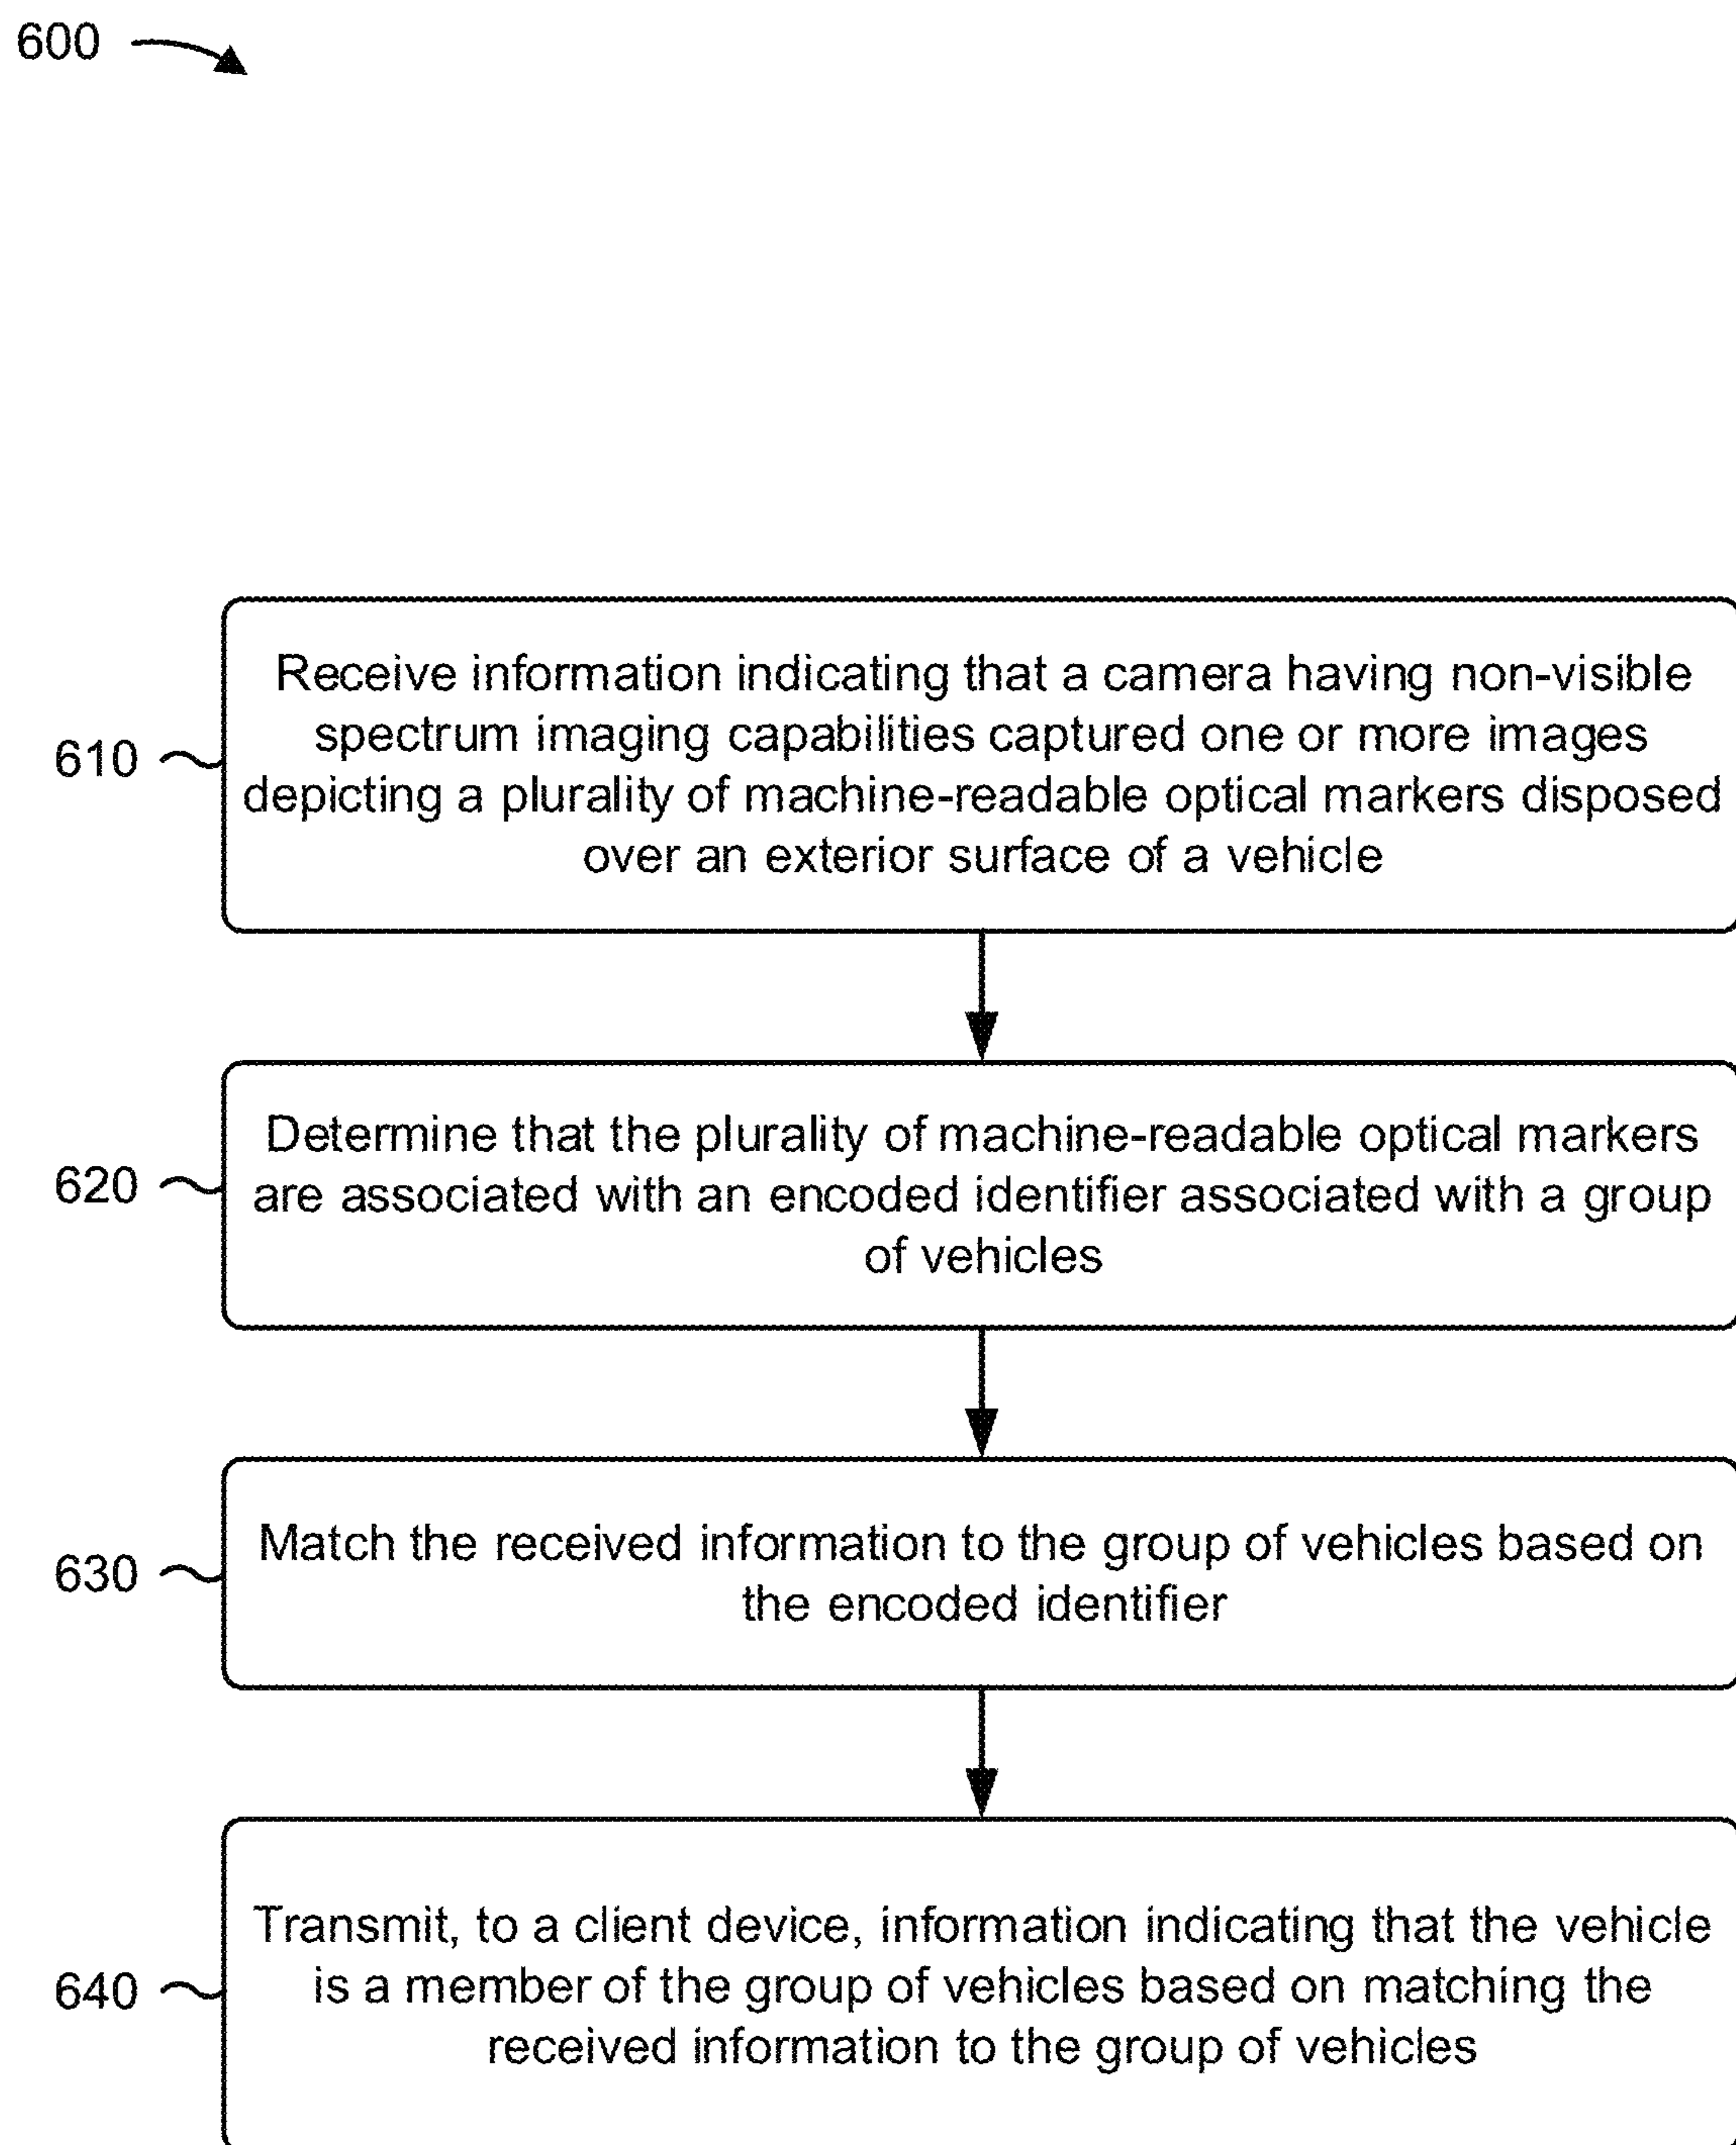 600
610
Receive information indicating that a camera having non-visible
spectrum imaging capabilities captured one or more images
depicting a plurality of machine-readable optical markers disposed
over an exterior surface of a vehicle
620
Determine that the plurality of machine-readable optical markers
are associated with an encoded identifier associated with a group
of vehicles
630
Match the received information to the group of vehicles based on
the encoded identifier
640
Transmit, to a client device, information indicating that the vehicle
is a member of the group of vehicles based on matching the
received information to the group of vehicles